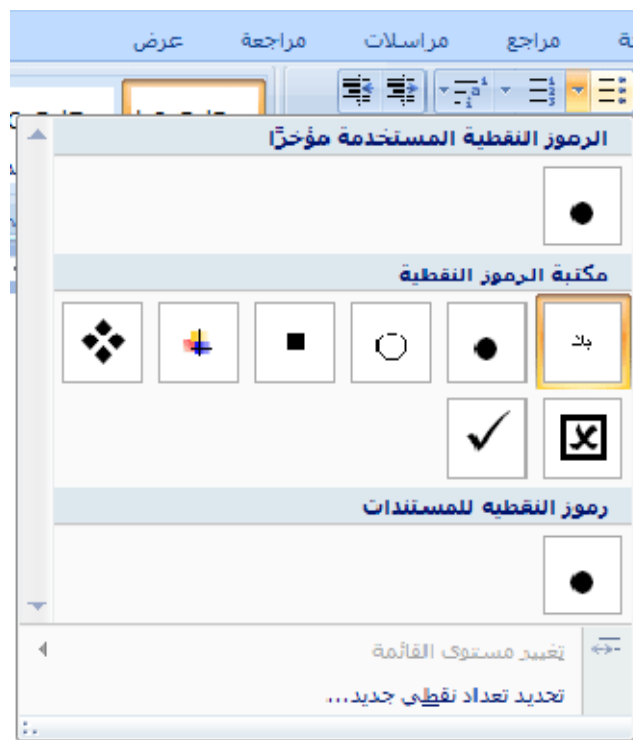 مراجع مراسلات مراجعة عرض
الرموز النقطية المستخدمة مؤخرًا
مكتبة الرموز النقطية
بلا
رموز النقطية للمستندات
تغيير مستوى القائمة
تحديد تعداد نقطي جديد...